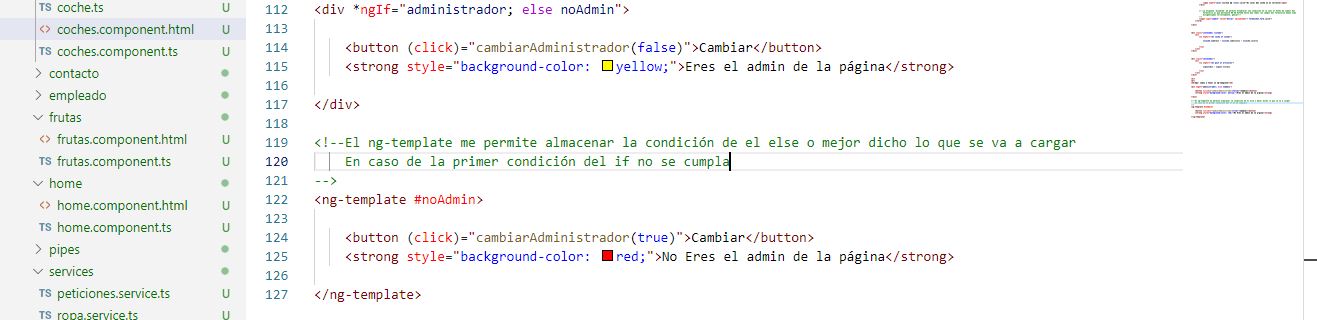 TS coche.ts U
<> coches.component.html U
TS coches.component.ts U
> contacto
> empleado
frutas
<> frutas.component.html U
TS frutas.component.ts U
home
<> home.component.html U
TS home.component.ts U
> pipes
services
TS peticiones.service.ts U
TS ropa.service.ts U
112 <div *ngIf="administrador; else noAdmin">
113
114 <button (click)="cambiarAdministrador(false)">Cambiar</button>
115 <strong style="background-color: yellow;">Eres el admin de la página</strong>
116
117 </div>
118
119 <!--El ng-template me permite almacenar la condición de el else o mejor dicho lo que se va a cargar
120 En caso de la primer condición del if no se cumpla
121 -->
122 <ng-template #noAdmin>
123
124 <button (click)="cambiarAdministrador(true)">Cambiar</button>
125 <strong style="background-color: red;">No Eres el admin de la página</strong>
126
127 </ng-template>